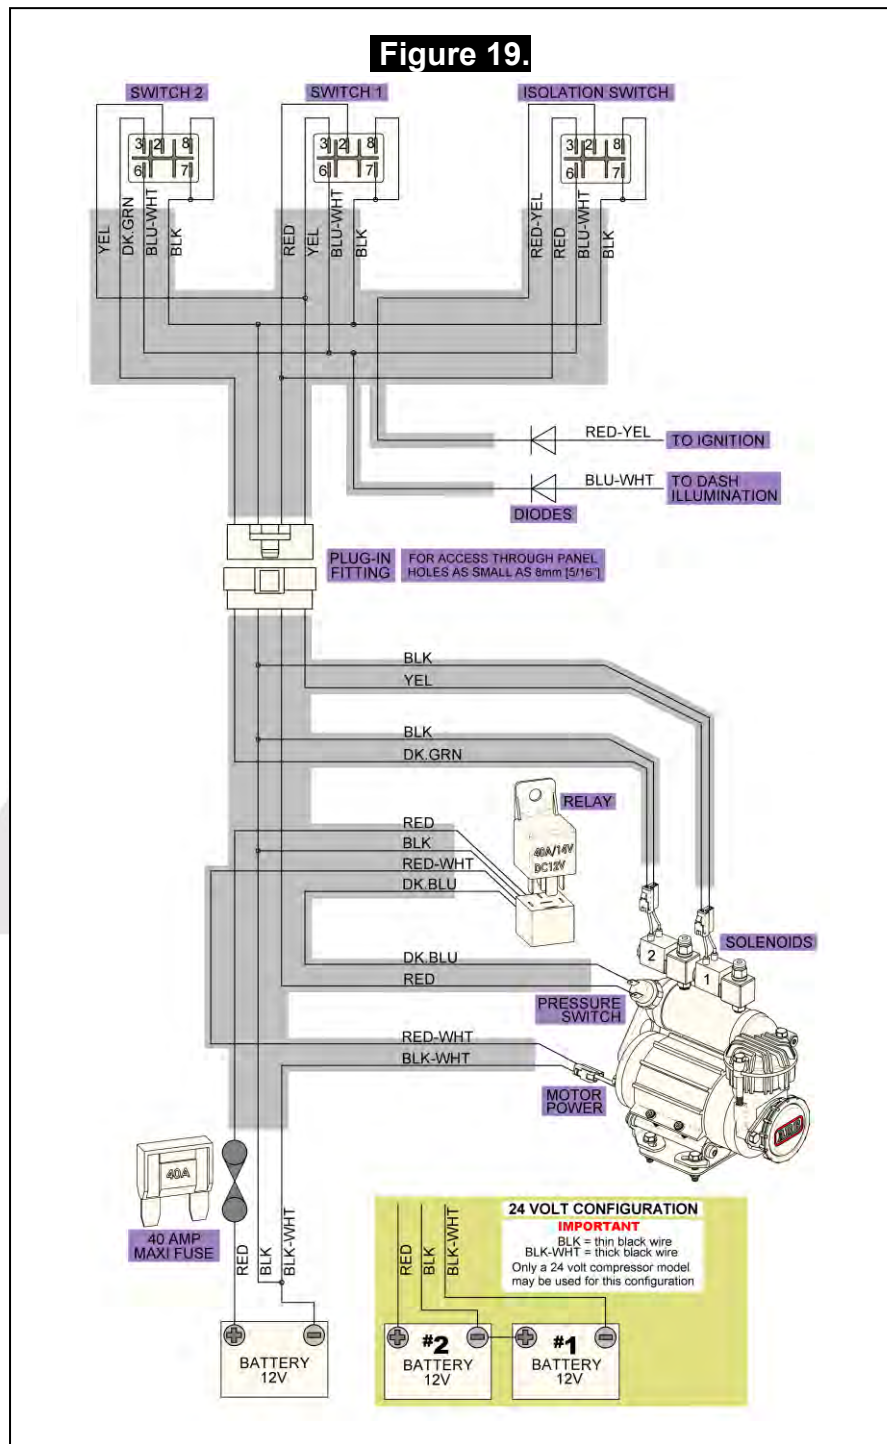 Figure 19.
SWITCH 2
SWITCH 1
ISOLATION SWITCH
3 2 8
6 7
3 2 8
6 7
3 2 8
6 7
YEL
DK.GRN
BLU-WHT
BLK
RED
YEL
BLU-WHT
BLK
RED-YEL
RED
BLU-WHT
BLK
RED-YEL
TO IGNITION
BLU-WHT
TO DASH
ILLUMINATION
DIODES
PLUG-IN
FITTING
FOR ACCESS THROUGH PANEL
HOLES AS SMALL AS 8mm [5/16"]
BLK
YEL
BLK
DK.GRN
RELAY
40A/14V
DC12V
RED
BLK
RED-WHT
DK.BLU
SOLENOIDS
2
1
DK.BLU
RED
PRESSURE
SWITCH
RED-WHT
BLK-WHT
MOTOR
POWER
ARB
40A
40 AMP
MAXI FUSE
RED
BLK
BLK-WHT
BATTERY
12V
24 VOLT CONFIGURATION
IMPORTANT
BLK = thin black wire
BLK-WHT = thick black wire
Only a 24 volt compressor model
may be used for this configuration
RED
BLK
BLK-WHT
#2
BATTERY
12V
#1
BATTERY
12V